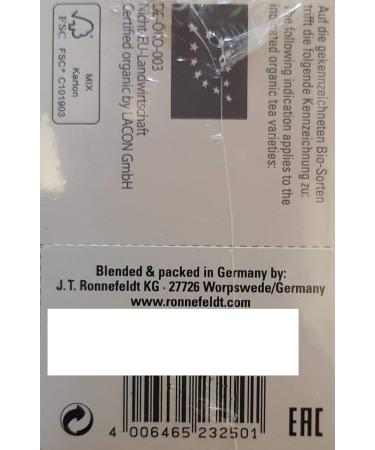 Auf die gekennzeichneten Bio-Sorten
trifft die folgende Kennzeichnung zu:
The following indication applies to the
indicated organic tea varieties:
DE-ÖKO-003
Nicht-EU-Landwirtschaft
Certified organic by LACON GmbH
FSC
MIX
Karton
FSC® C101903
Blended & packed in Germany by:
J.T. Ronnefeldt KG · 27726 Worpswede/Germany
www.ronnefeldt.com
4 006465 232501
EAC